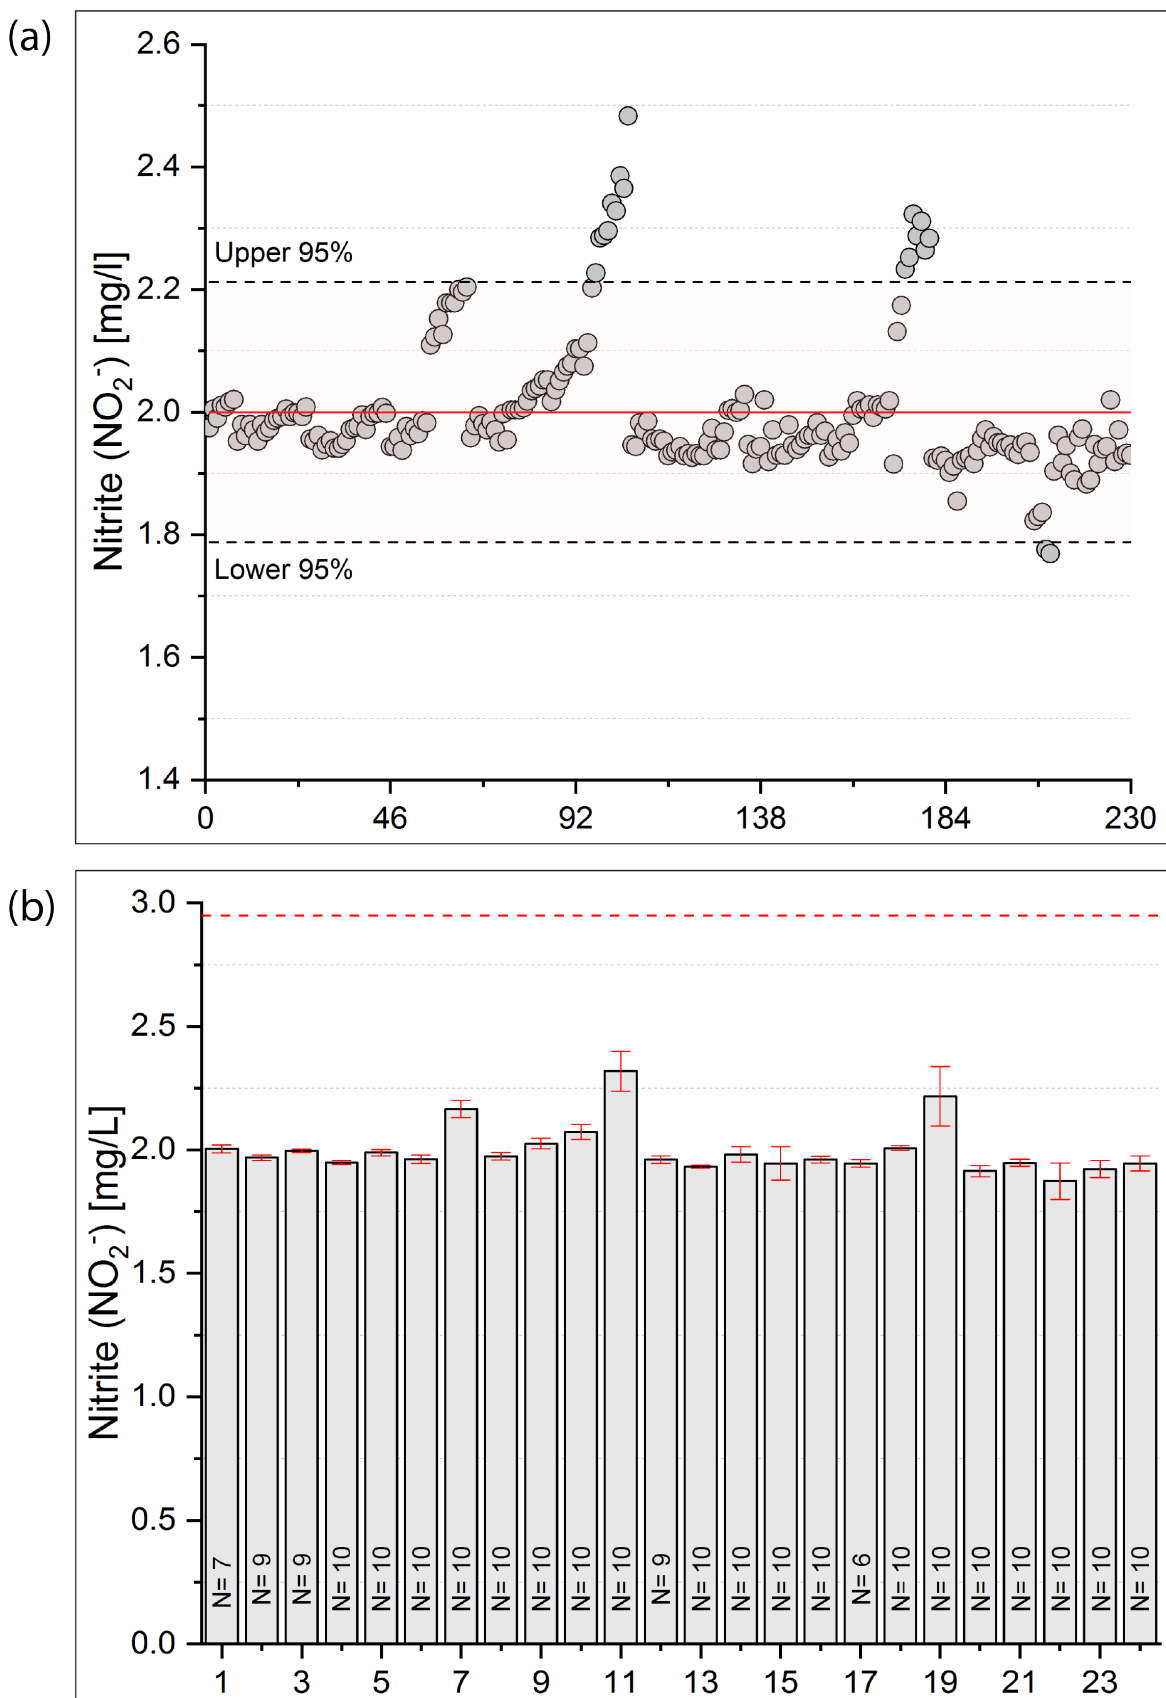 (a)
Nitrite (NO₂⁻) [mg/l]
2.6
2.4
2.2
2.0
1.8
1.6
1.4
Upper 95%
Lower 95%
0 46 92 138 184 230
(b)
Nitrite (NO₂⁻) [mg/L]
3.0
2.5
2.0
1.5
1.0
0.5
0.0
N= 7
N= 9
N= 9
N= 10
N= 10
N= 10
N= 10
N= 10
N= 10
N= 10
N= 10
N= 9
N= 10
N= 10
N= 10
N= 10
N= 6
N= 10
N= 10
N= 10
N= 10
N= 10
N= 10
N= 10
1 3 5 7 9 11 13 15 17 19 21 23